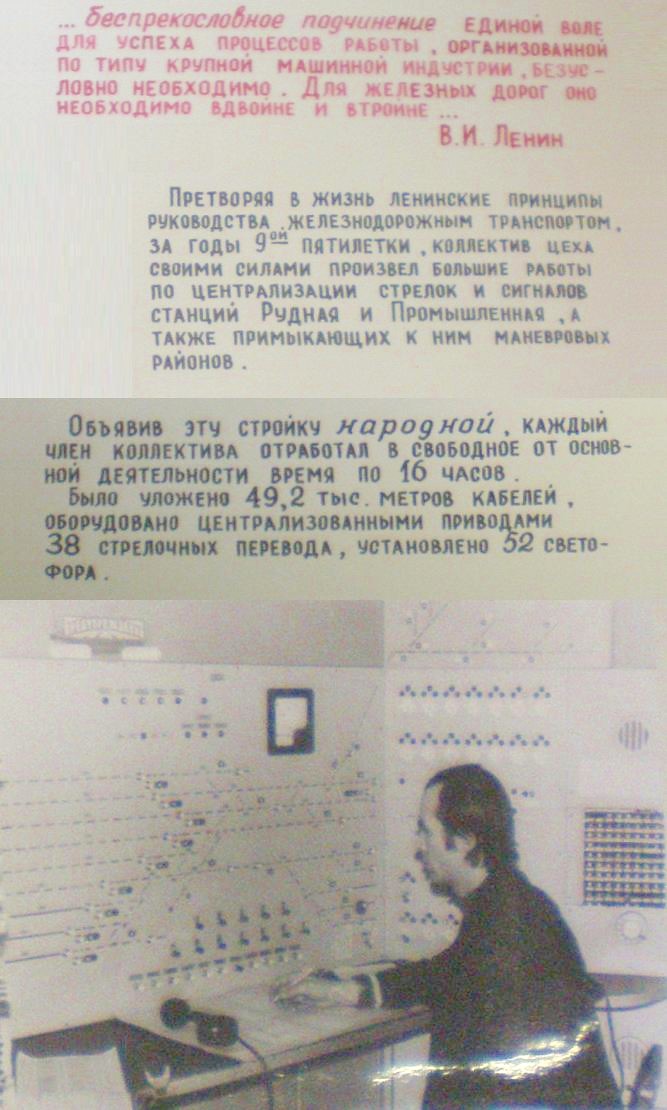 ... беспрекословное подчинение единой воле
для успеха процессов работы, организованной
по типу крупной машинной индустрии, безус-
ловно необходимо. Для железных дорог оно
необходимо вдвойне и втройне ...
В.И. Ленин
Претворяя в жизнь ленинские принципы
руководства железнодорожным транспортом,
за годы 9ой пятилетки, коллектив цеха
своими силами произвел большие работы
по централизации стрелок и сигналов
станций Рудная и Промышленная, а
также примыкающих к ним маневровых
районов.
Объявив эту стройку народной, каждый
член коллектива отработал в свободное от основ-
ной деятельности время по 16 часов.
Было уложено 49,2 тыс. метров кабелей,
оборудовано централизованными приводами
38 стрелочных перевода, установлено 52 свето-
фора.